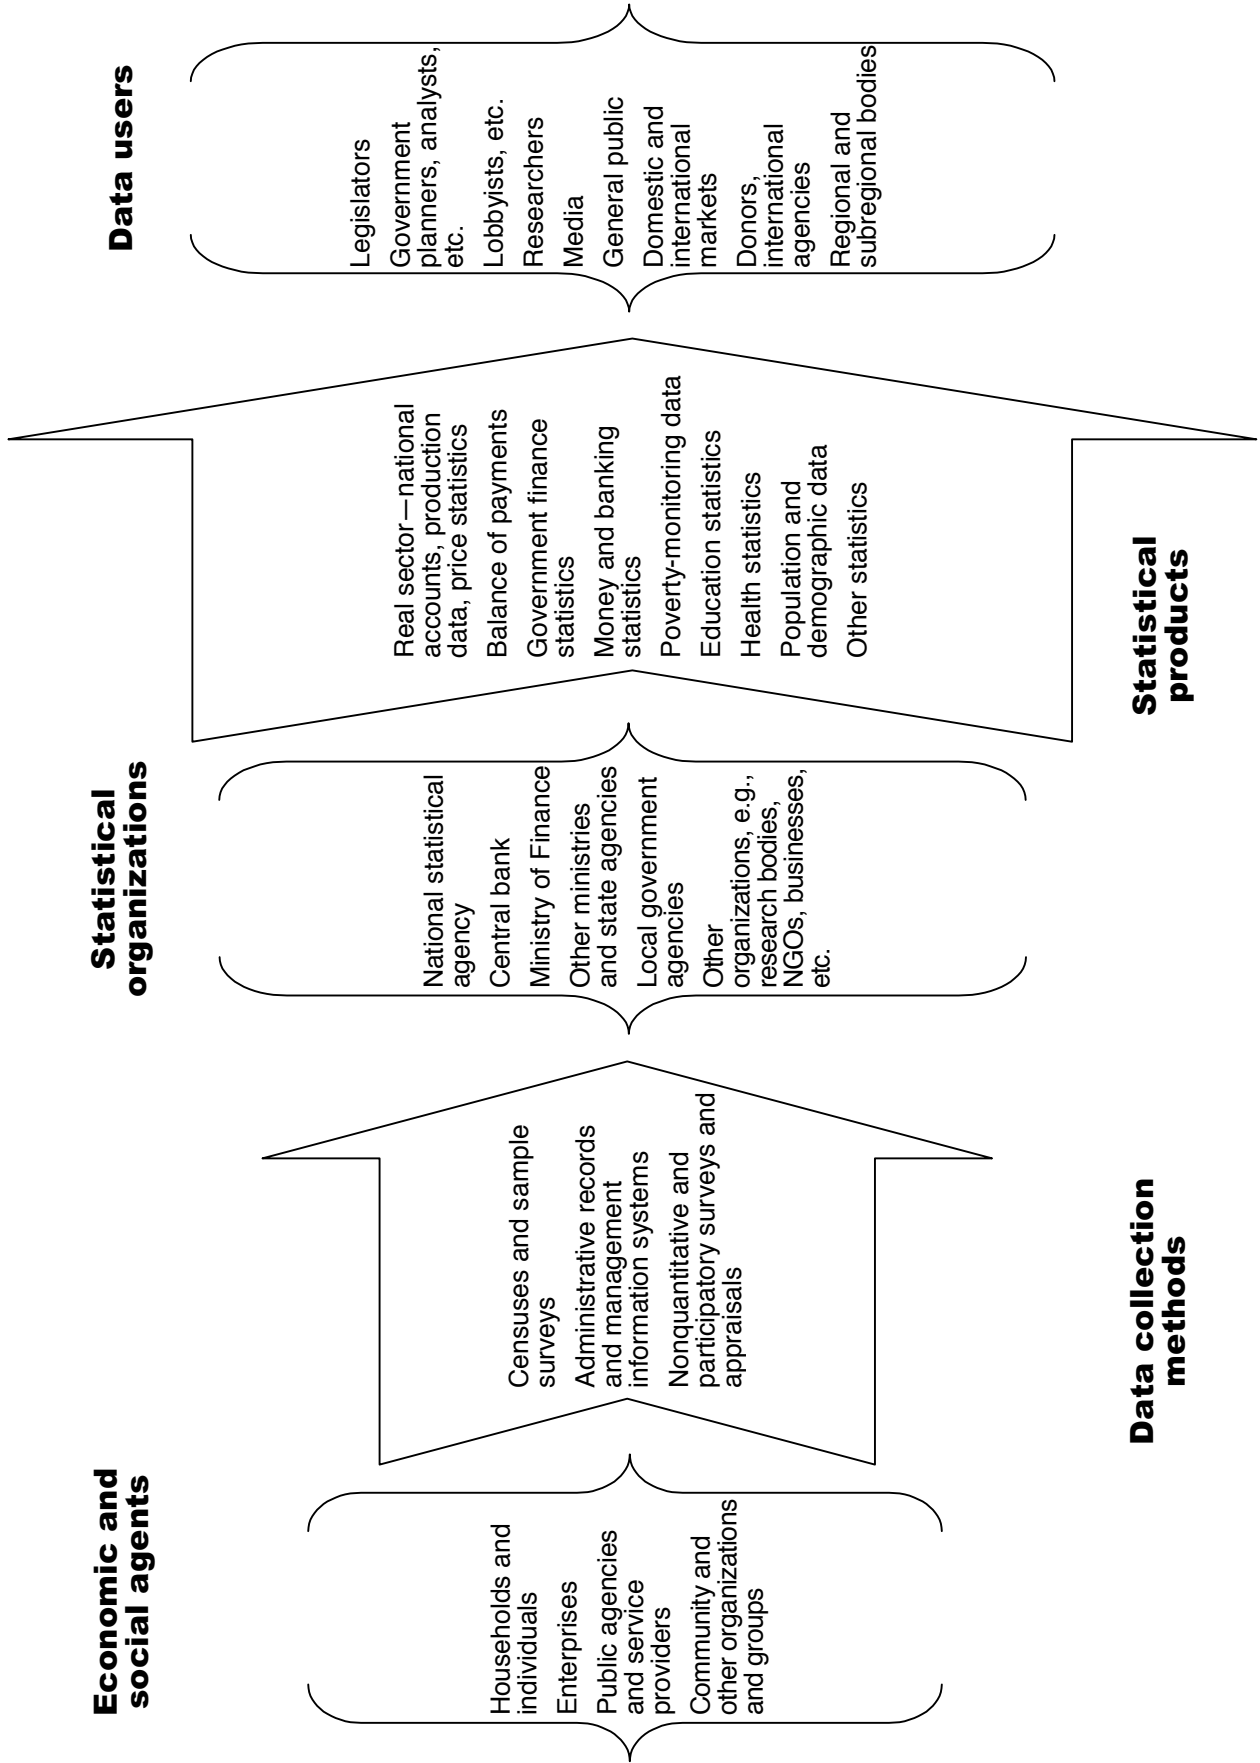 Economic and
social agents
Households and
individuals
Enterprises
Public agencies
and service
providers
Community and
other organizations
and groups
Data collection
methods
Censuses and sample
surveys
Administrative records
and management
information systems
Nonquantitative and
participatory surveys and
appraisals
Statistical
organizations
National statistical
agency
Central bank
Ministry of Finance
Other ministries
and state agencies
Local government
agencies
Other
organizations, e.g.,
research bodies,
NGOs, businesses,
etc.
Statistical
products
Real sector—national
accounts, production
data, price statistics
Balance of payments
Government finance
statistics
Money and banking
statistics
Poverty-monitoring data
Education statistics
Health statistics
Population and
demographic data
Other statistics
Data users
Legislators
Government
planners, analysts,
etc.
Lobbyists, etc.
Researchers
Media
General public
Domestic and
international
markets
Donors,
international
agencies
Regional and
subregional bodies